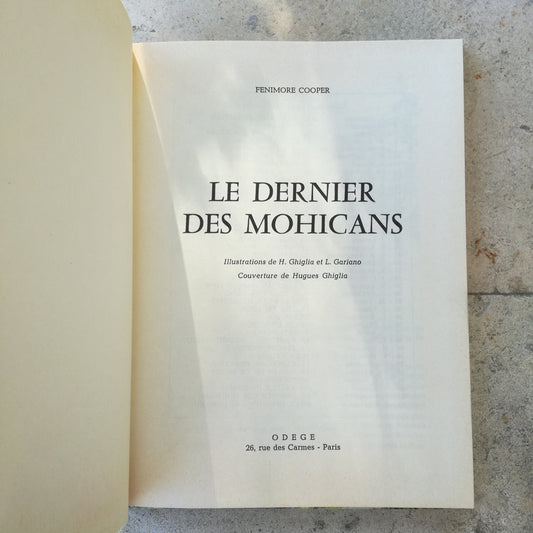 FENIMORE COOPER
LE DERNIER
DES MOHICANS
Illustrations de H. Ghiglia et L. Gariano
Couverture de Hugues Ghiglia
ODEGE
26, rue des Carmes - Paris